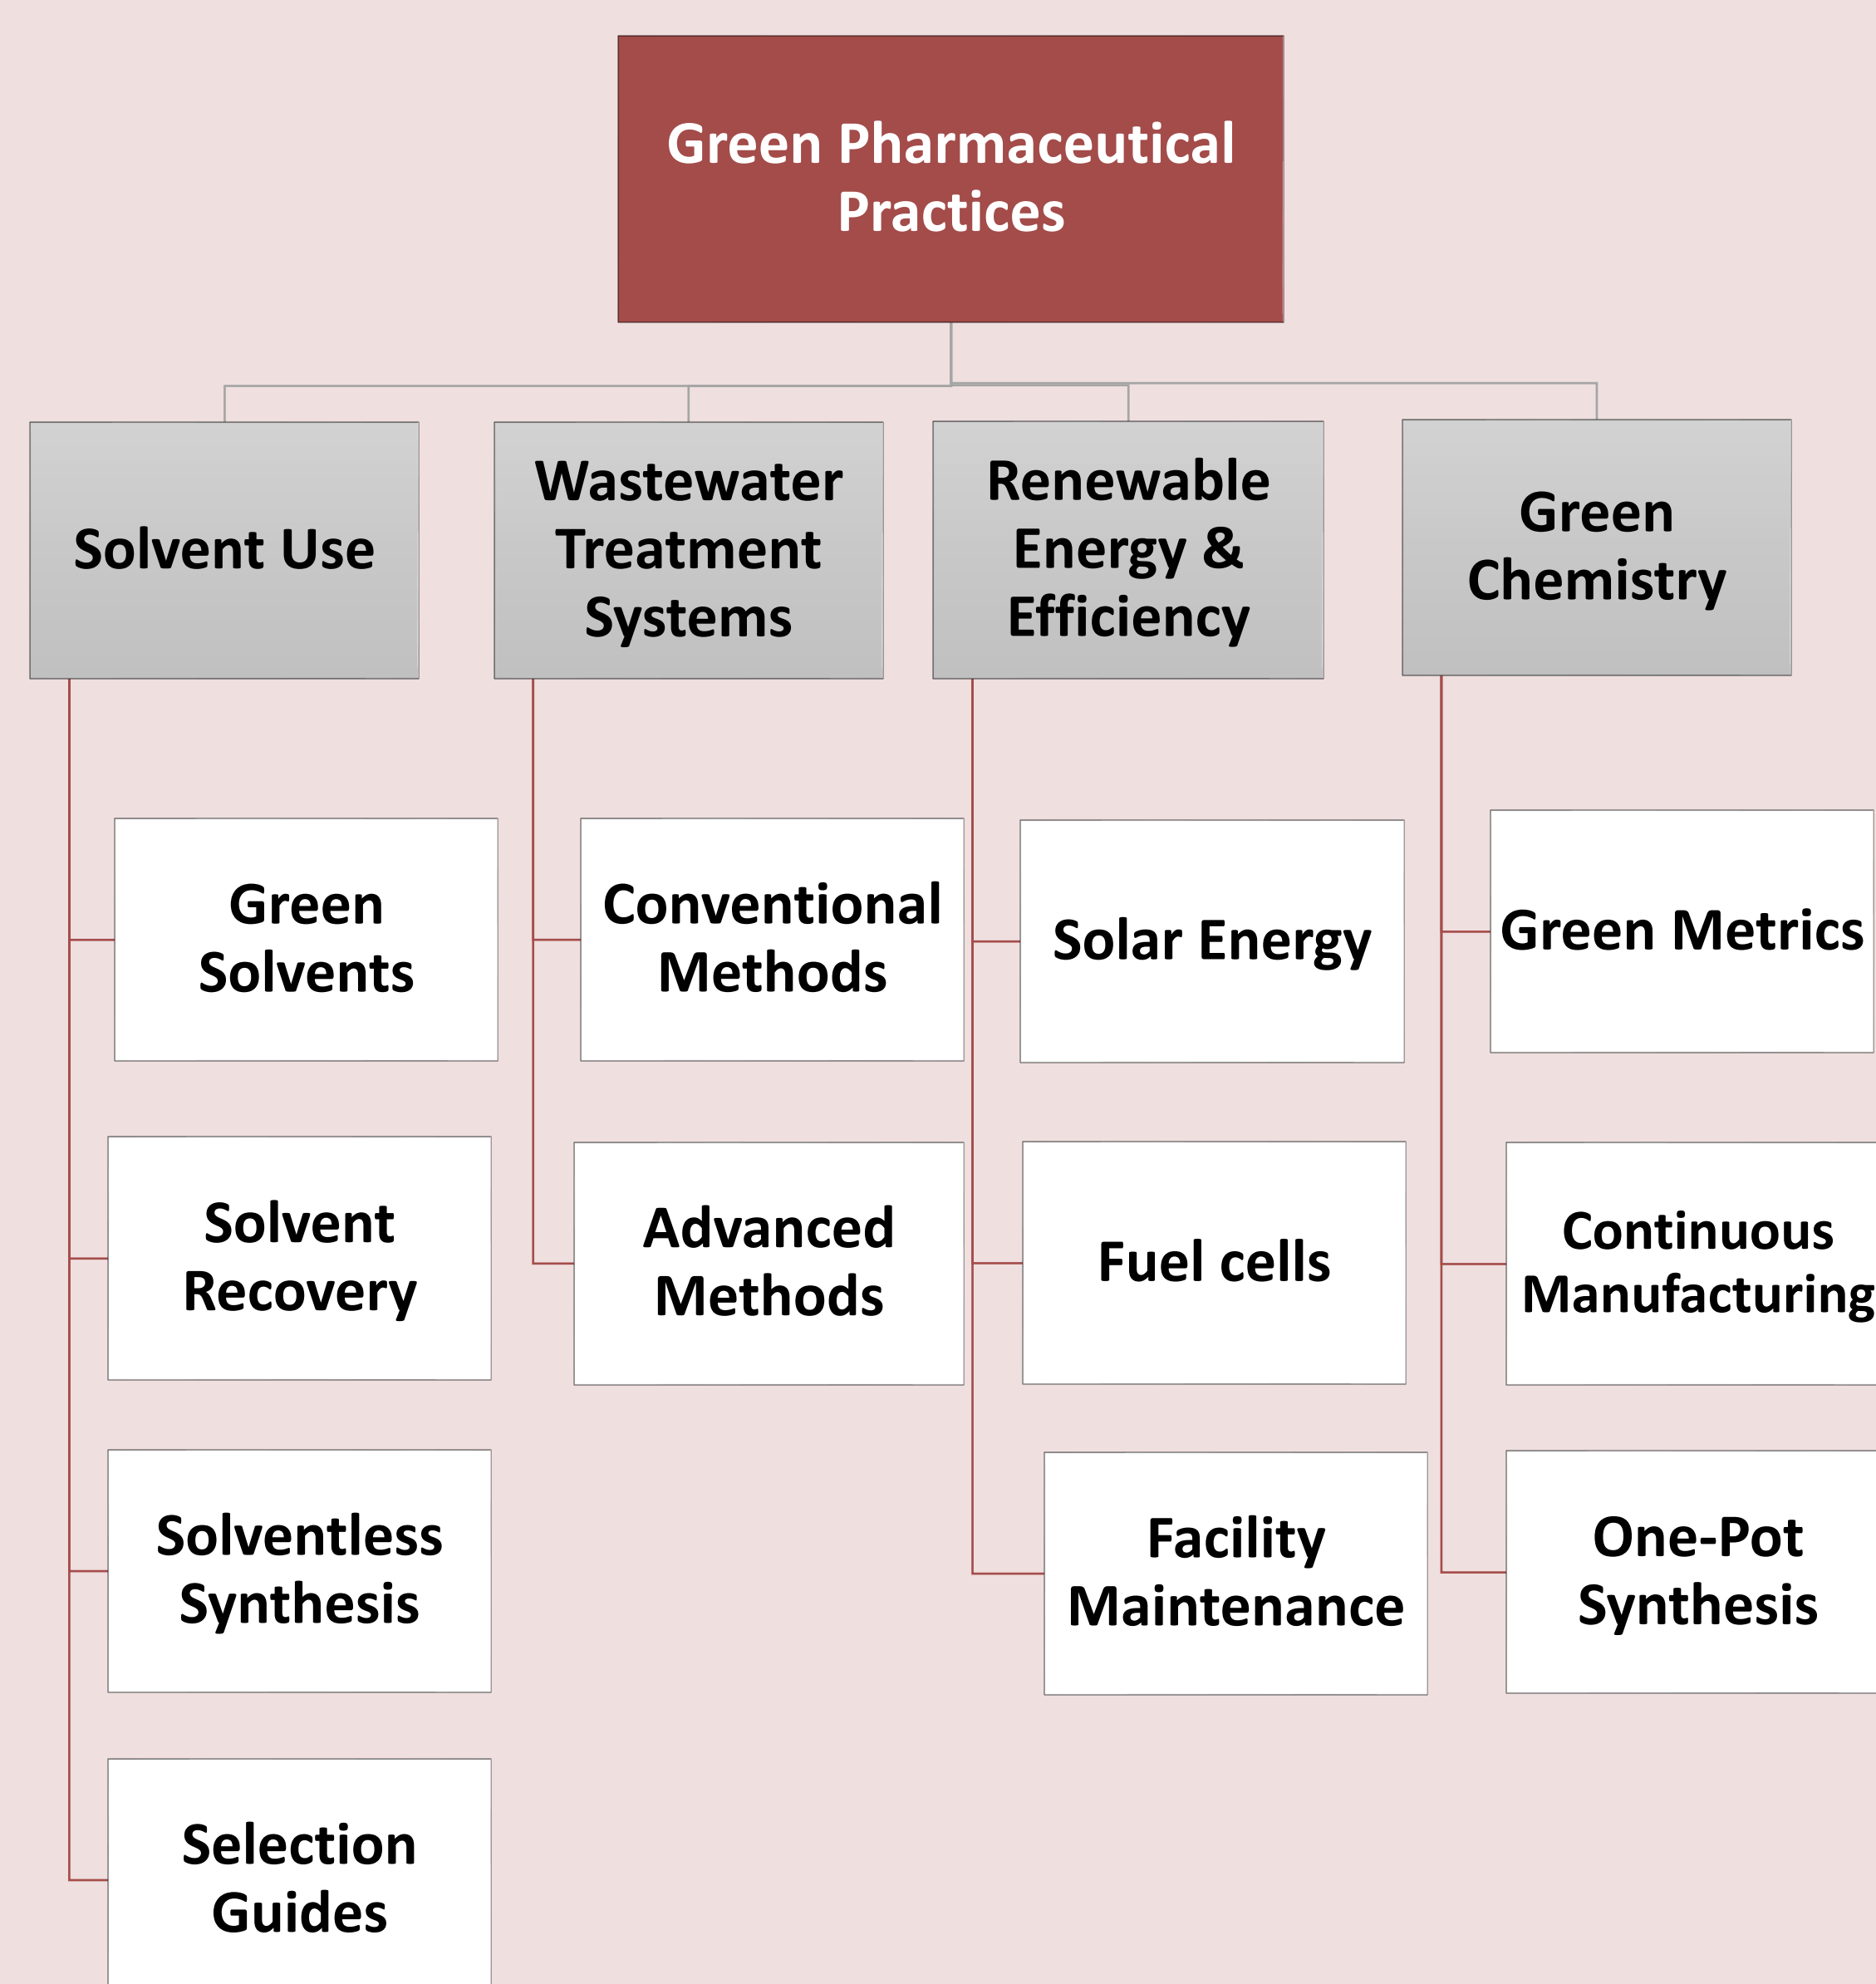 Green Pharmaceutical
Practices
Solvent Use
Wastewater
Treatment
Systems
Renewable
Energy &
Efficiency
Green
Chemistry
Green
Solvents
Solvent
Recovery
Solventless
Synthesis
Selection
Guides
Conventional
Methods
Advanced
Methods
Solar Energy
Fuel cells
Facility
Maintenance
Green Metrics
Continuous
Manufacturing
One-Pot
Synthesis